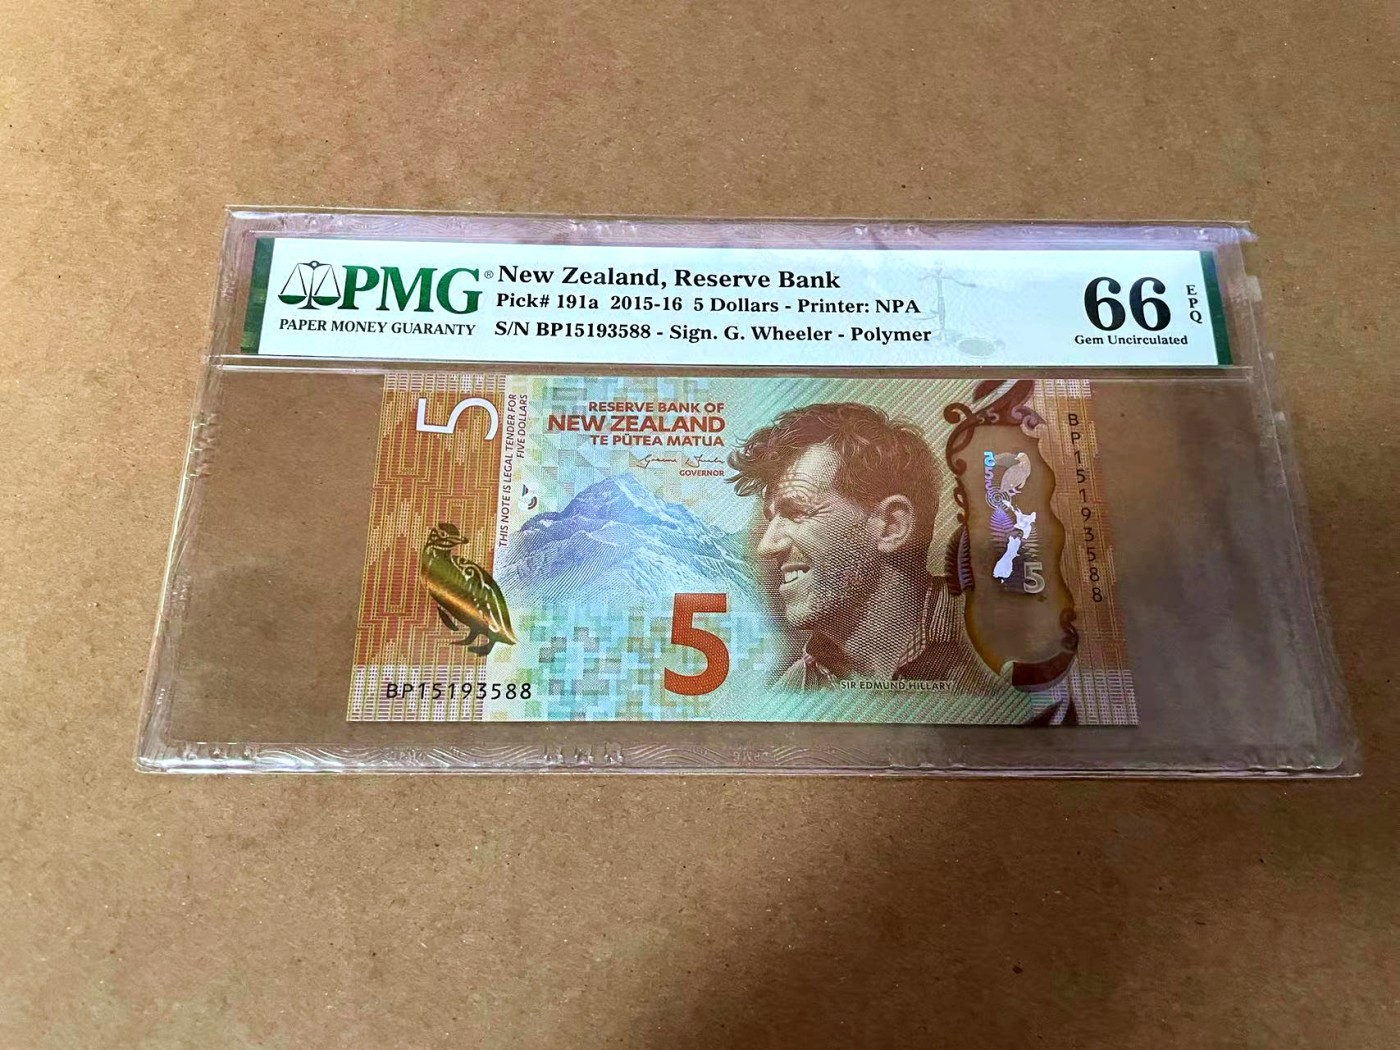 PMG®
PAPER MONEY GUARANTY
New Zealand, Reserve Bank
Pick# 191a 2015-16 5 Dollars - Printer: NPA
S/N BP15193588 - Sign. G. Wheeler - Polymer
66
EPQ
Gem Uncirculated
5
THIS NOTE IS LEGAL TENDER FOR
FIVE DOLLARS
RESERVE BANK OF
NEW ZEALAND
TE PŪTEA MATUA
GOVERNOR
5
SIR EDMUND HILLARY
BP15193588
5
BP15193588